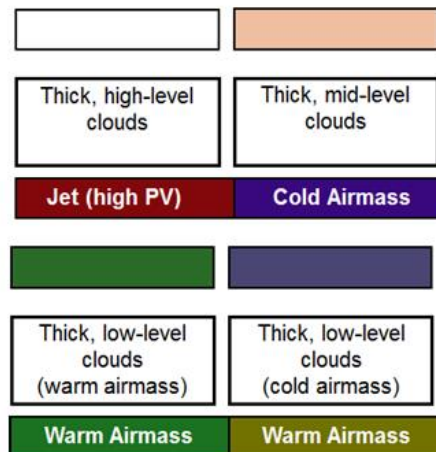 Thick, high-level
clouds
Thick, mid-level
clouds
Jet (high PV)
Cold Airmass
Thick, low-level
clouds
(warm airmass)
Thick, low-level
clouds
(cold airmass)
Warm Airmass
Warm Airmass